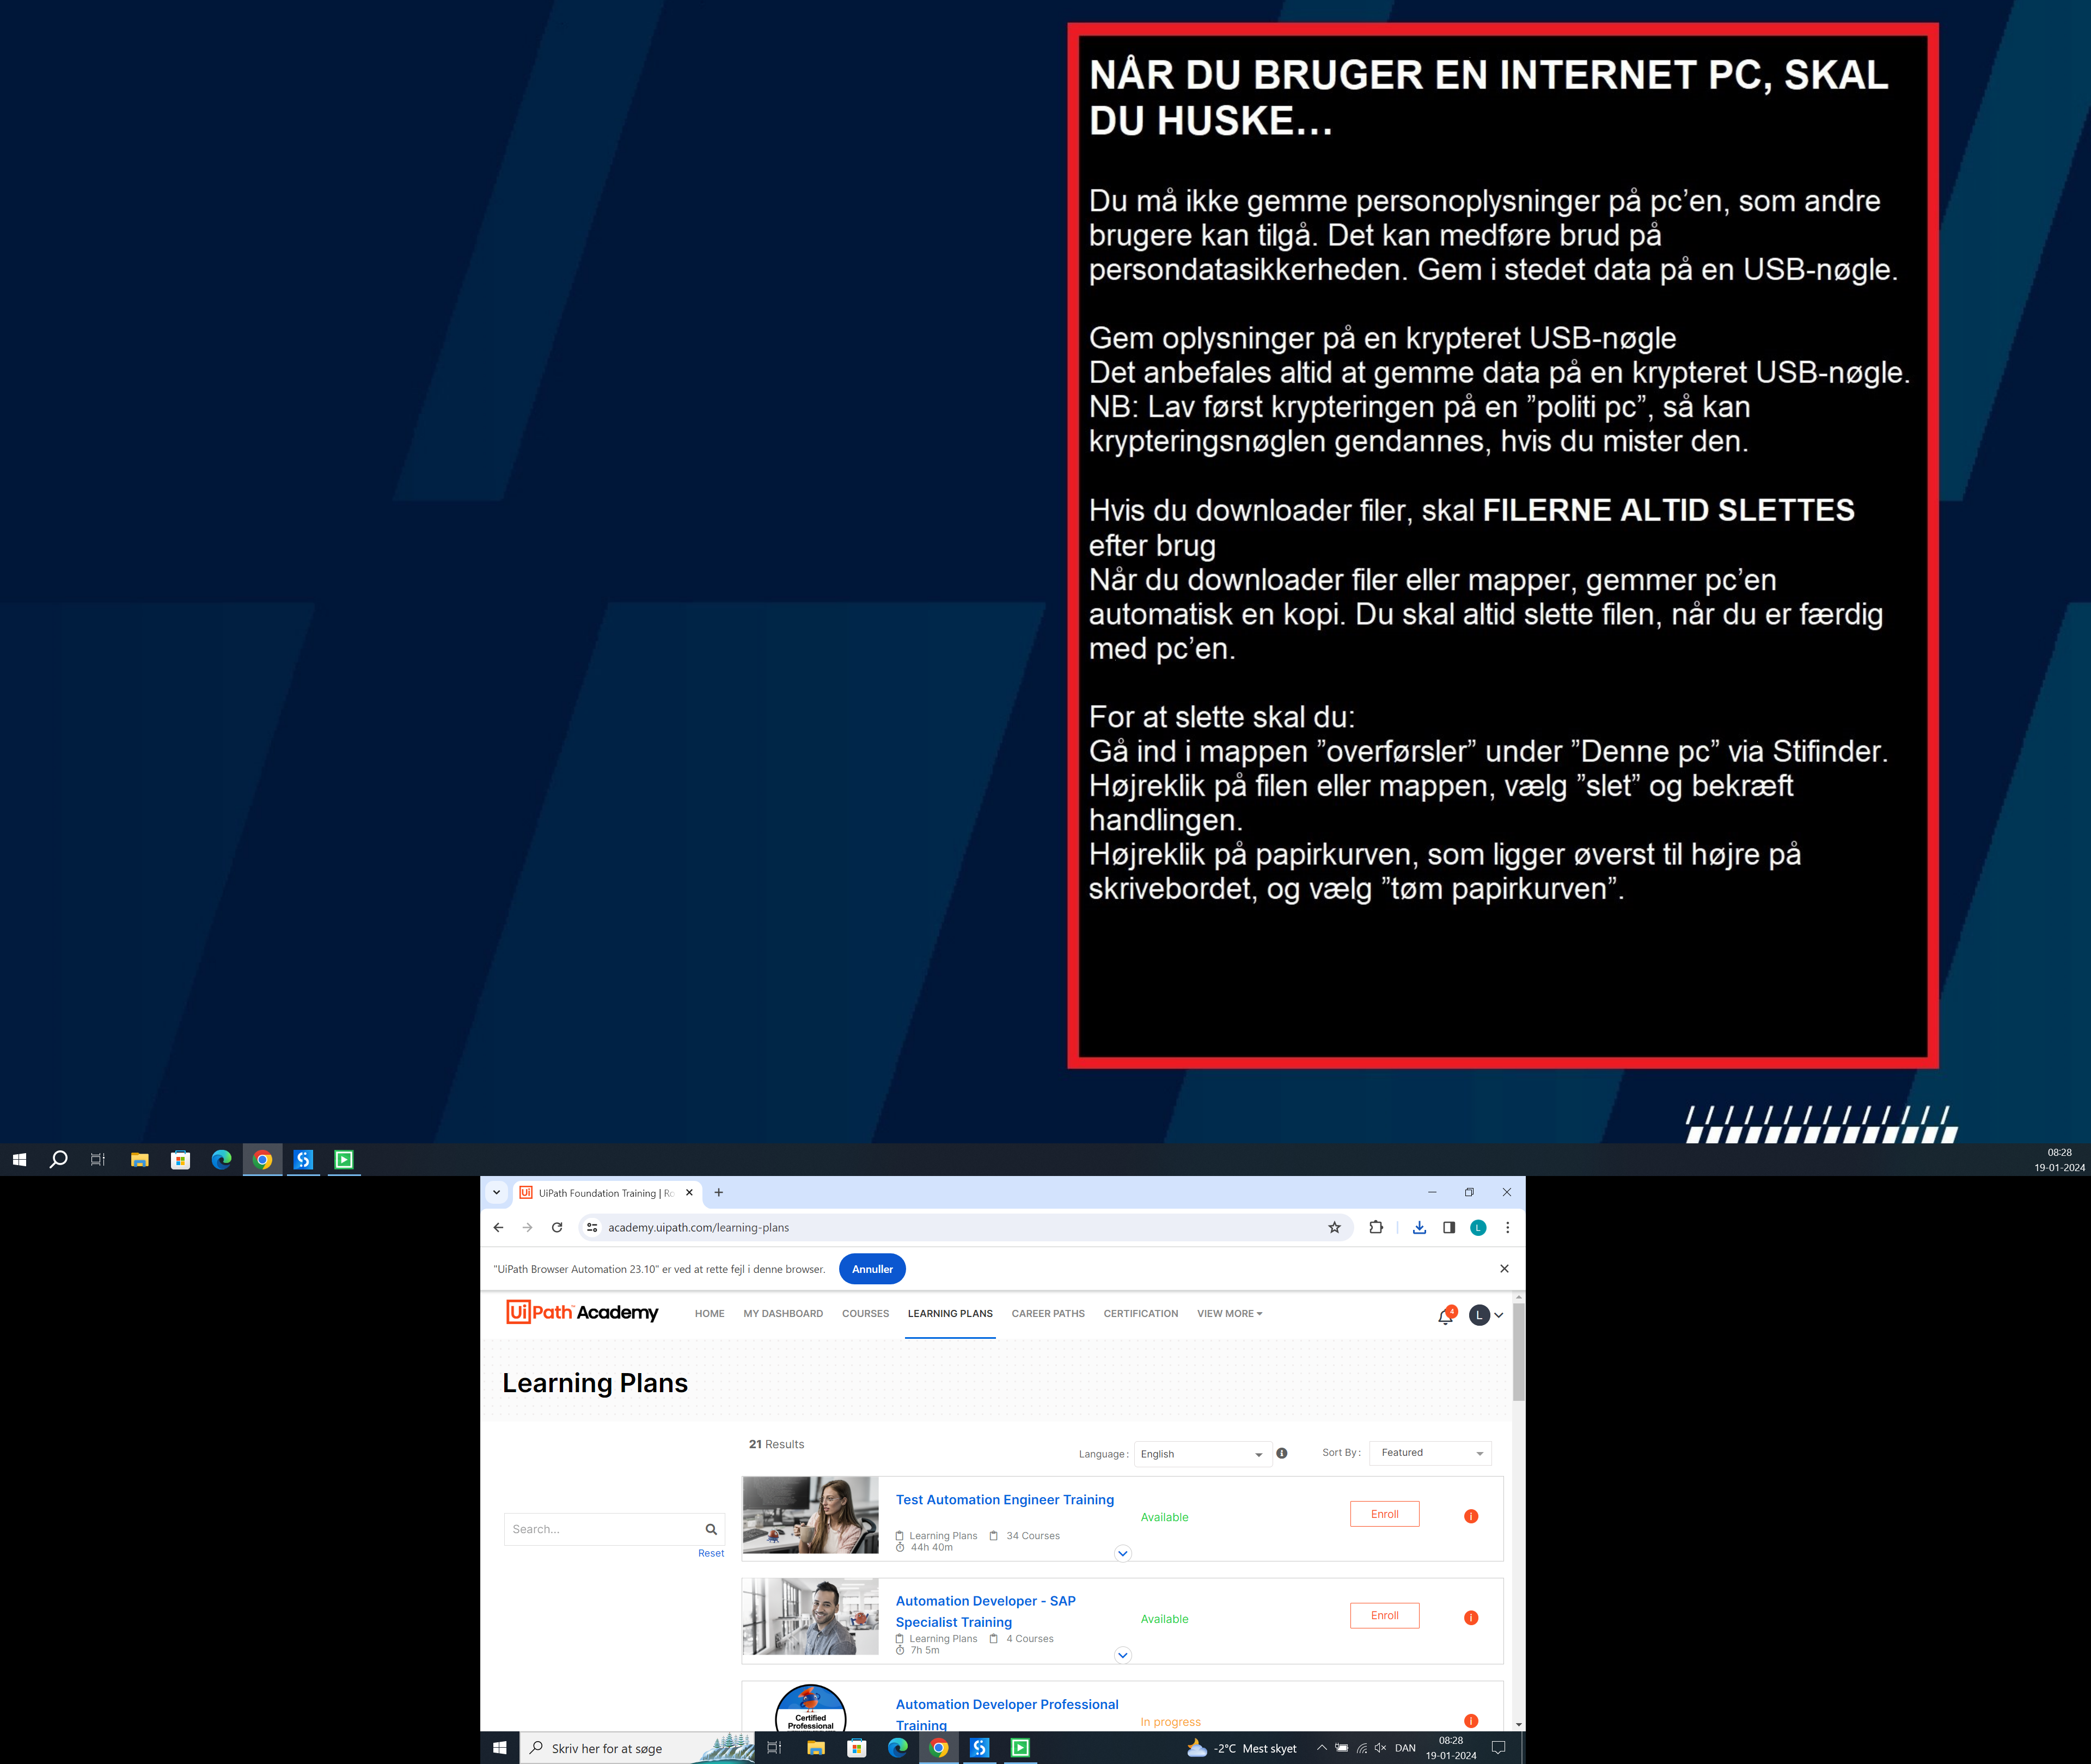 NÅR DU BRUGER EN INTERNET PC, SKAL
DU HUSKE...
Du må ikke gemme personoplysninger på pc’en, som andre
brugere kan tilgå. Det kan medføre brud på
persondatasikkerheden. Gem i stedet data på en USB-nøgle.
Gem oplysninger på en krypteret USB-nøgle
Det anbefales altid at gemme data på en krypteret USB-nøgle.
NB: Lav først krypteringen på en ”politi pc”, så kan
krypteringsnøglen gendannes, hvis du mister den.
Hvis du downloader filer, skal FILERNE ALTID SLETTES
efter brug
Når du downloader filer eller mapper, gemmer pc’en
automatisk en kopi. Du skal altid slette filen, når du er færdig
med pc’en.
For at slette skal du:
Gå ind i mappen ”overførsler” under ”Denne pc” via Stifinder.
Højreklik på filen eller mappen, vælg ”slet” og bekræft
handlingen.
Højreklik på papirkurven, som ligger øverst til højre på
skrivebordet, og vælg ”tøm papirkurven”.
08:28
19-01-2024
UiPath Foundation Training | Ro
academy.uipath.com/learning-plans
L
"UiPath Browser Automation 23.10" er ved at rette fejl i denne browser. Annuller
UiPath Academy HOME MY DASHBOARD COURSES LEARNING PLANS CAREER PATHS CERTIFICATION VIEW MORE 4 L
Learning Plans
21 Results
Language: English Sort By: Featured
Search...
Reset
Test Automation Engineer Training
Available
Enroll
Learning Plans 34 Courses
44h 40m
Automation Developer - SAP
Specialist Training
Available
Enroll
Learning Plans 4 Courses
7h 5m
Certified
Professional
Automation Developer Professional
Training
In progress
Skriv her for at søge
-2°C Mest skyet
DAN
08:28
19-01-2024